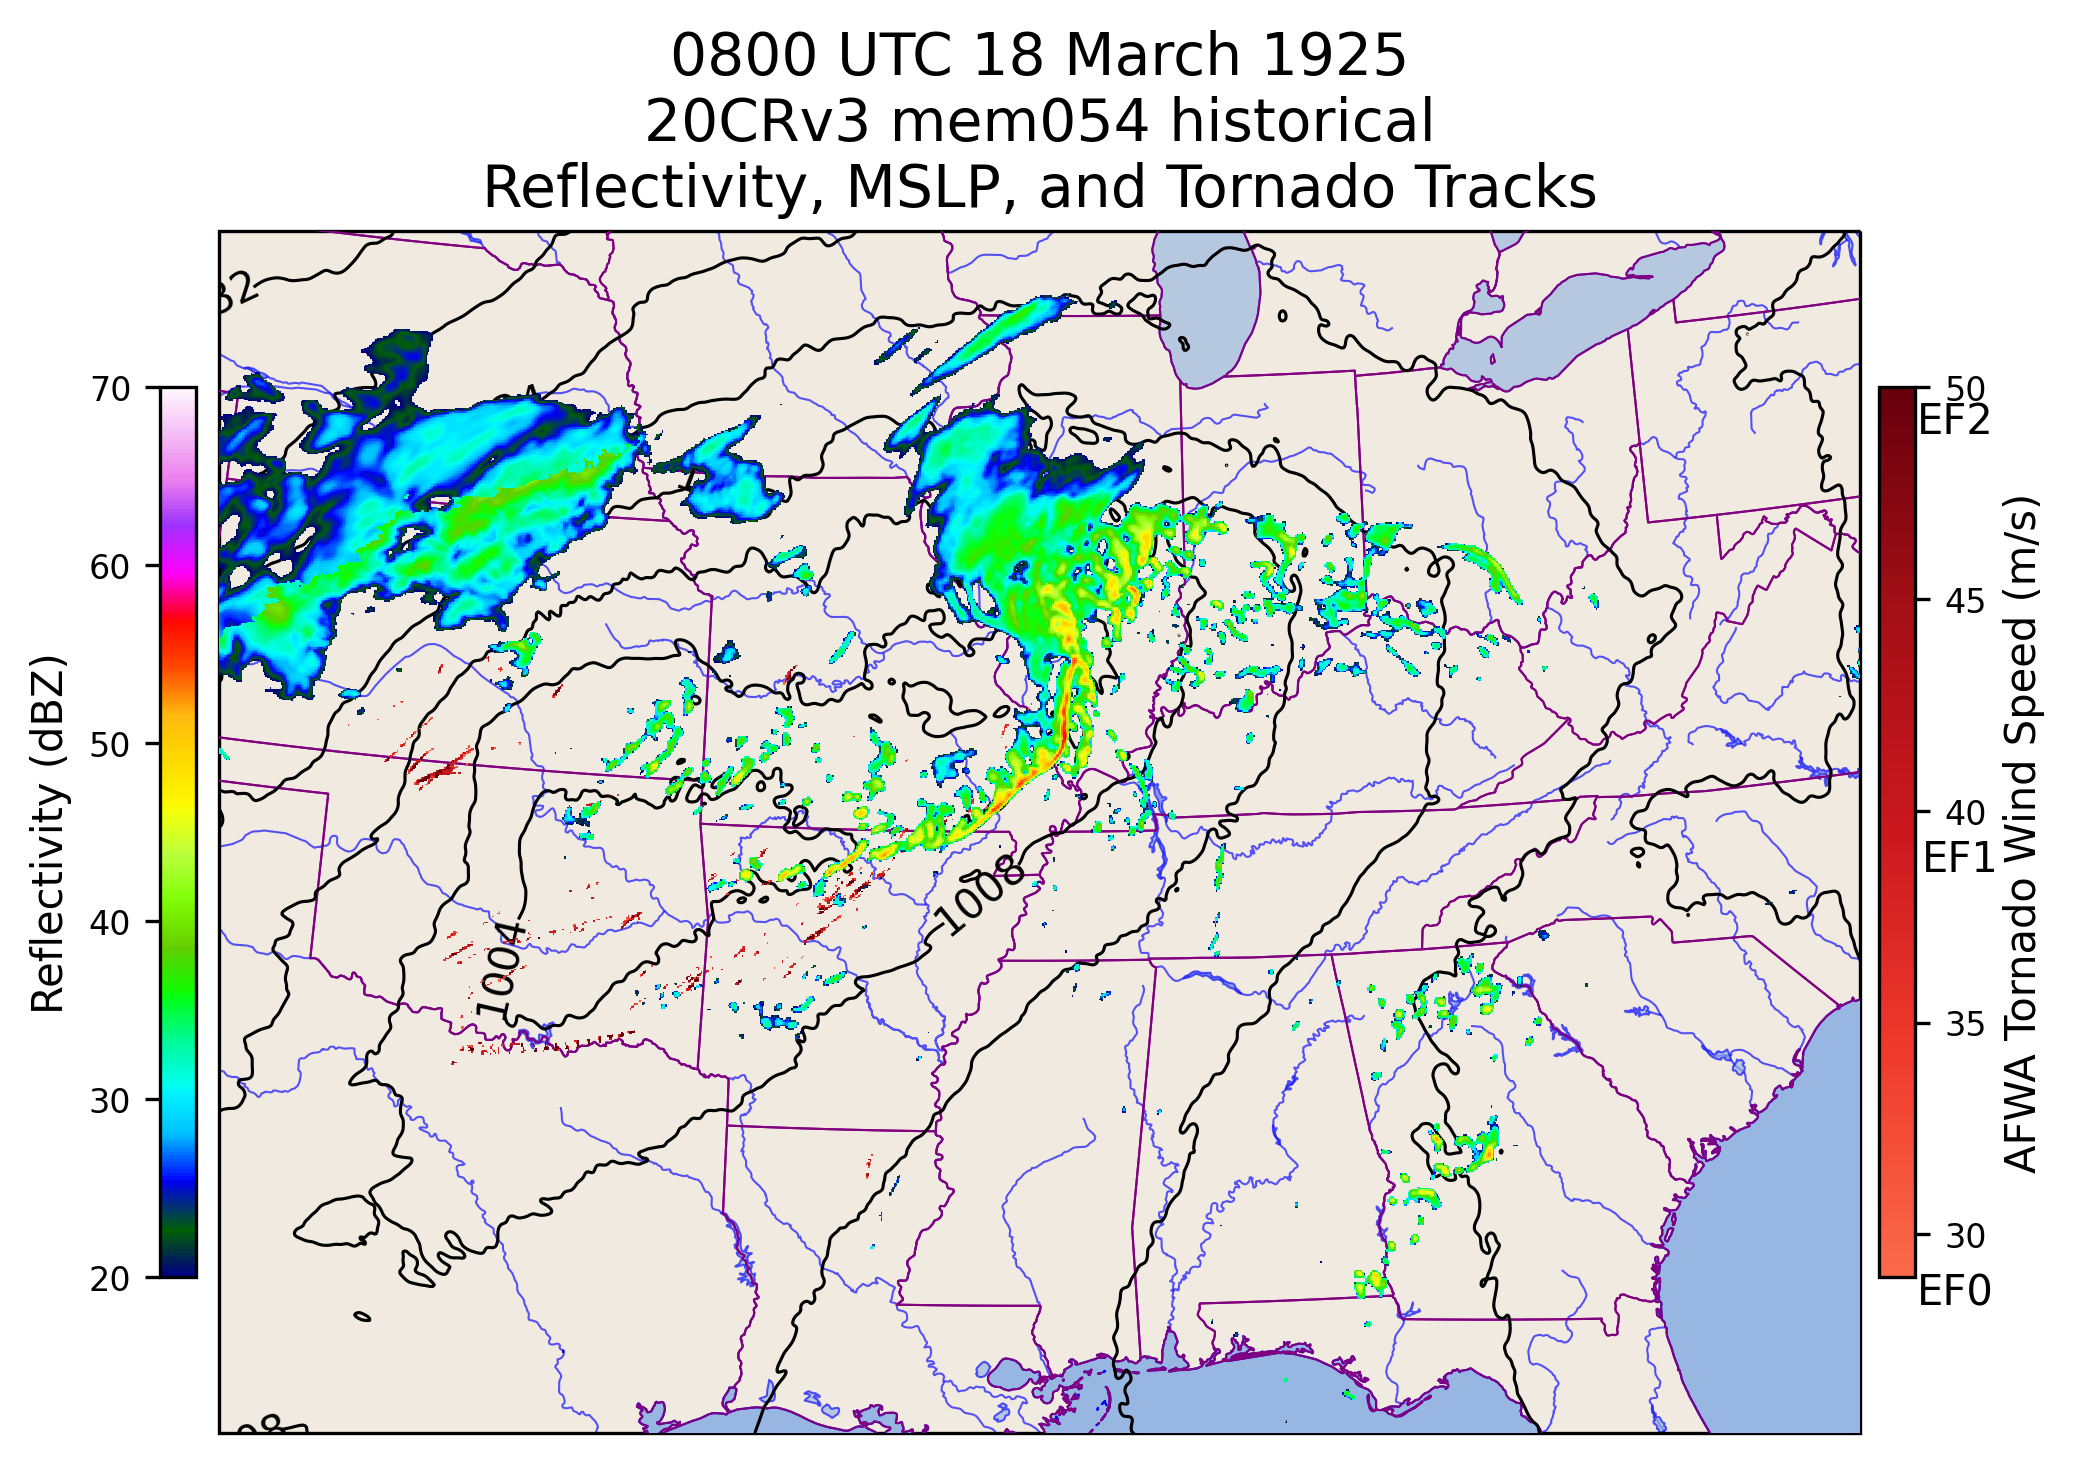 0800 UTC 18 March 1925
20CRv3 mem054 historical
Reflectivity, MSLP, and Tornado Tracks
70
60
50
40
30
20
Reflectivity (dBZ)
1004
1008
50
EF2
45
40
EF1
35
30
EF0
AFWA Tornado Wind Speed (m/s)